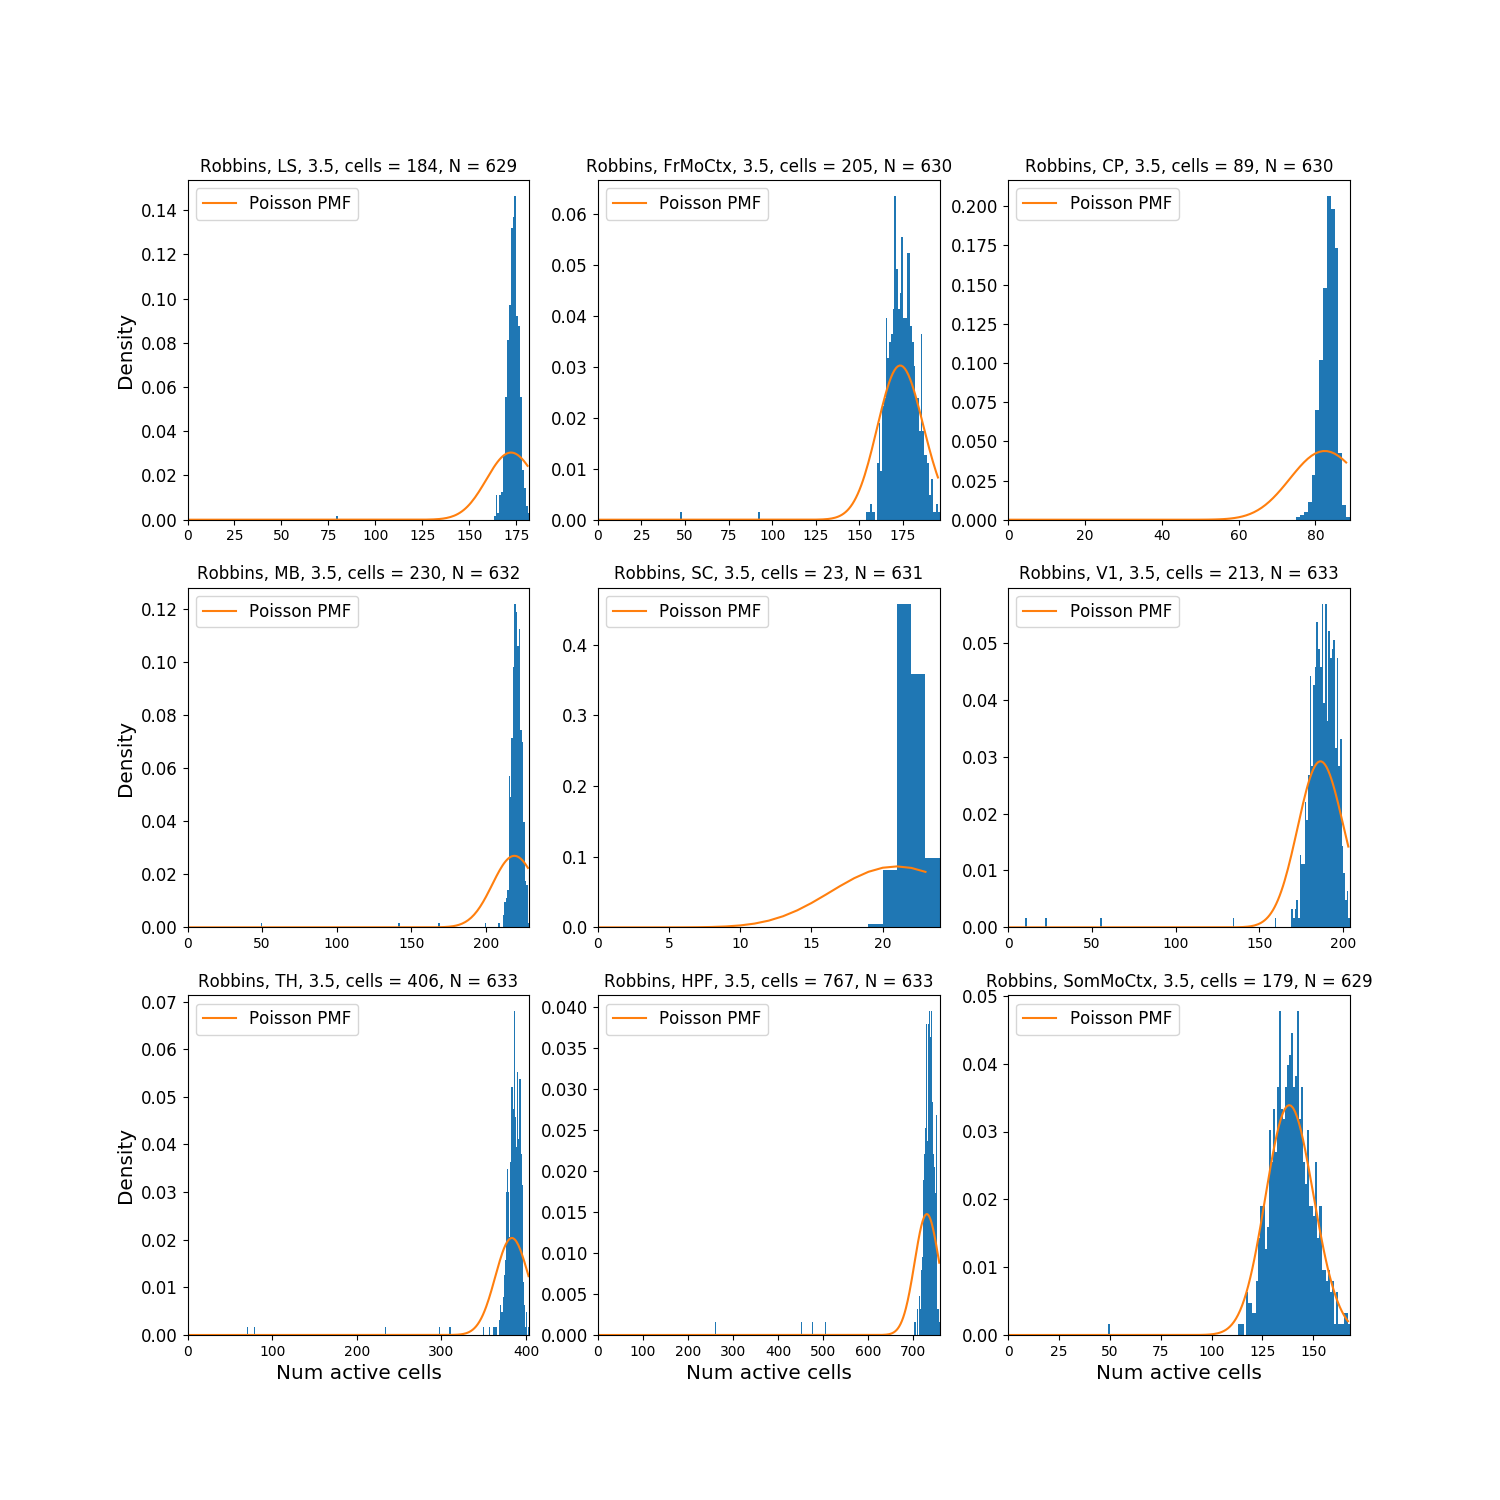 Robbins, LS, 3.5, cells = 184, N = 629
Robbins, FrMoCtx, 3.5, cells = 205, N = 630
Robbins, CP, 3.5, cells = 89, N = 630
Poisson PMF
Poisson PMF
Poisson PMF
Density
0.14
0.12
0.10
0.08
0.06
0.04
0.02
0.00
0 25 50 75 100 125 150 175
0.06
0.05
0.04
0.03
0.02
0.01
0.00
0 25 50 75 100 125 150 175
0.200
0.175
0.150
0.125
0.100
0.075
0.050
0.025
0.000
0 20 40 60 80
Robbins, MB, 3.5, cells = 230, N = 632
Robbins, SC, 3.5, cells = 23, N = 631
Robbins, V1, 3.5, cells = 213, N = 633
Poisson PMF
Poisson PMF
Poisson PMF
Density
0.12
0.10
0.08
0.06
0.04
0.02
0.00
0 50 100 150 200
0.4
0.3
0.2
0.1
0.0
0 5 10 15 20
0.05
0.04
0.03
0.02
0.01
0.00
0 50 100 150 200
Robbins, TH, 3.5, cells = 406, N = 633
Robbins, HPF, 3.5, cells = 767, N = 633
Robbins, SomMoCtx, 3.5, cells = 179, N = 629
Poisson PMF
Poisson PMF
Poisson PMF
Density
0.07
0.06
0.05
0.04
0.03
0.02
0.01
0.00
0 100 200 300 400
Num active cells
0.040
0.035
0.030
0.025
0.020
0.015
0.010
0.005
0.000
0 100 200 300 400 500 600 700
Num active cells
0.05
0.04
0.03
0.02
0.01
0.00
0 25 50 75 100 125 150
Num active cells